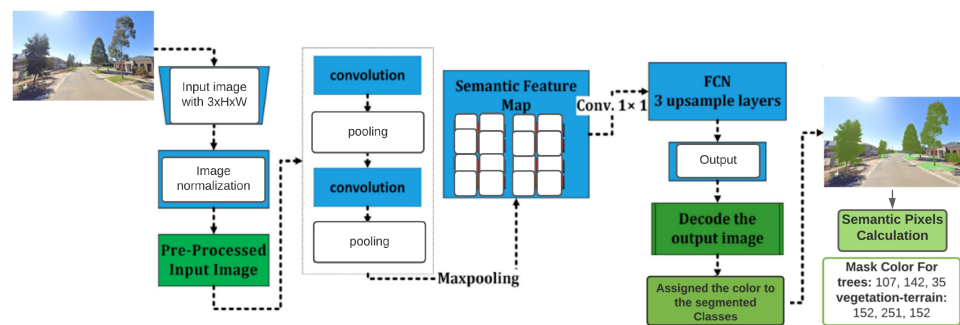 Input image
with 3xHxW
Image
normalization
Pre-Processed
Input Image
convolution
pooling
convolution
pooling
Maxpooling
Semantic Feature
Map
Conv. 1× 1
FCN
3 upsample layers
Output
Decode the
output image
Assigned the color to
the segmented
Classes
Semantic Pixels
Calculation
Mask Color For
trees: 107, 142, 35
vegetation-terrain:
152, 251, 152